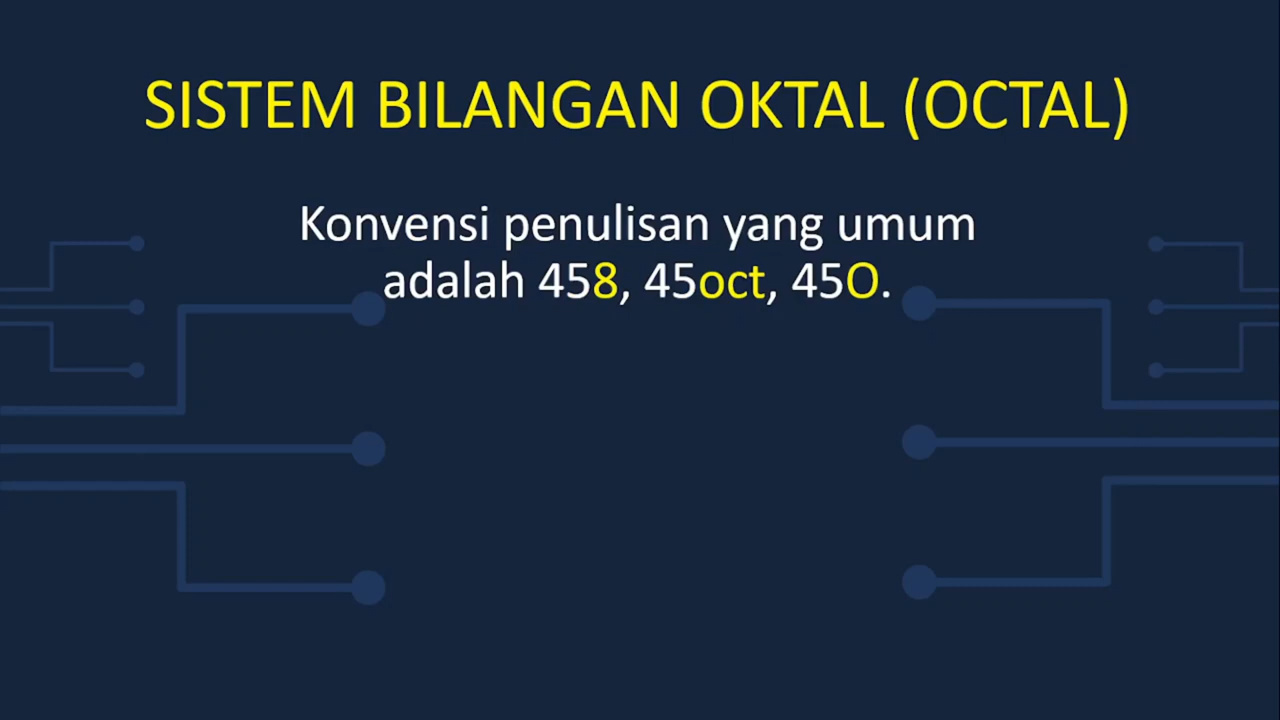 SISTEM BILANGAN OKTAL (OCTAL)
Konvensi penulisan yang umum
adalah 458, 45oct, 45O.